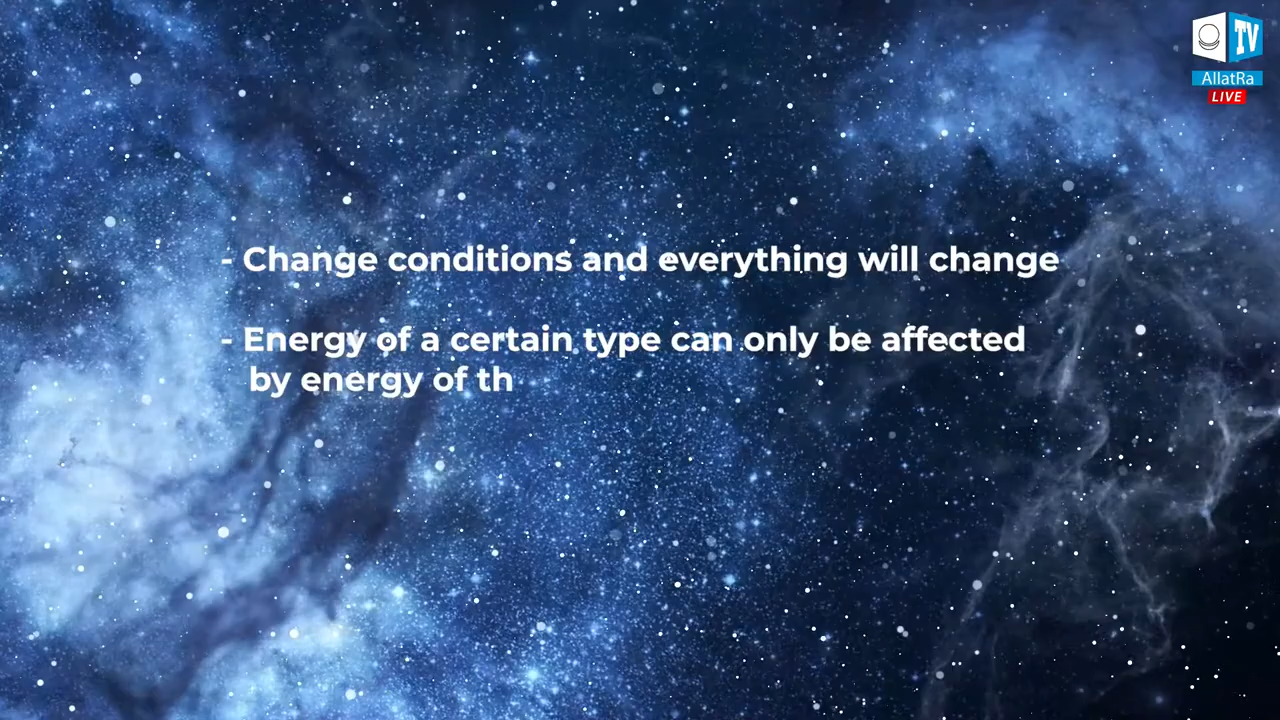 TV
AllatRa
LIVE
- Change conditions and everything will change
- Energy of a certain type can only be affected
by energy of th